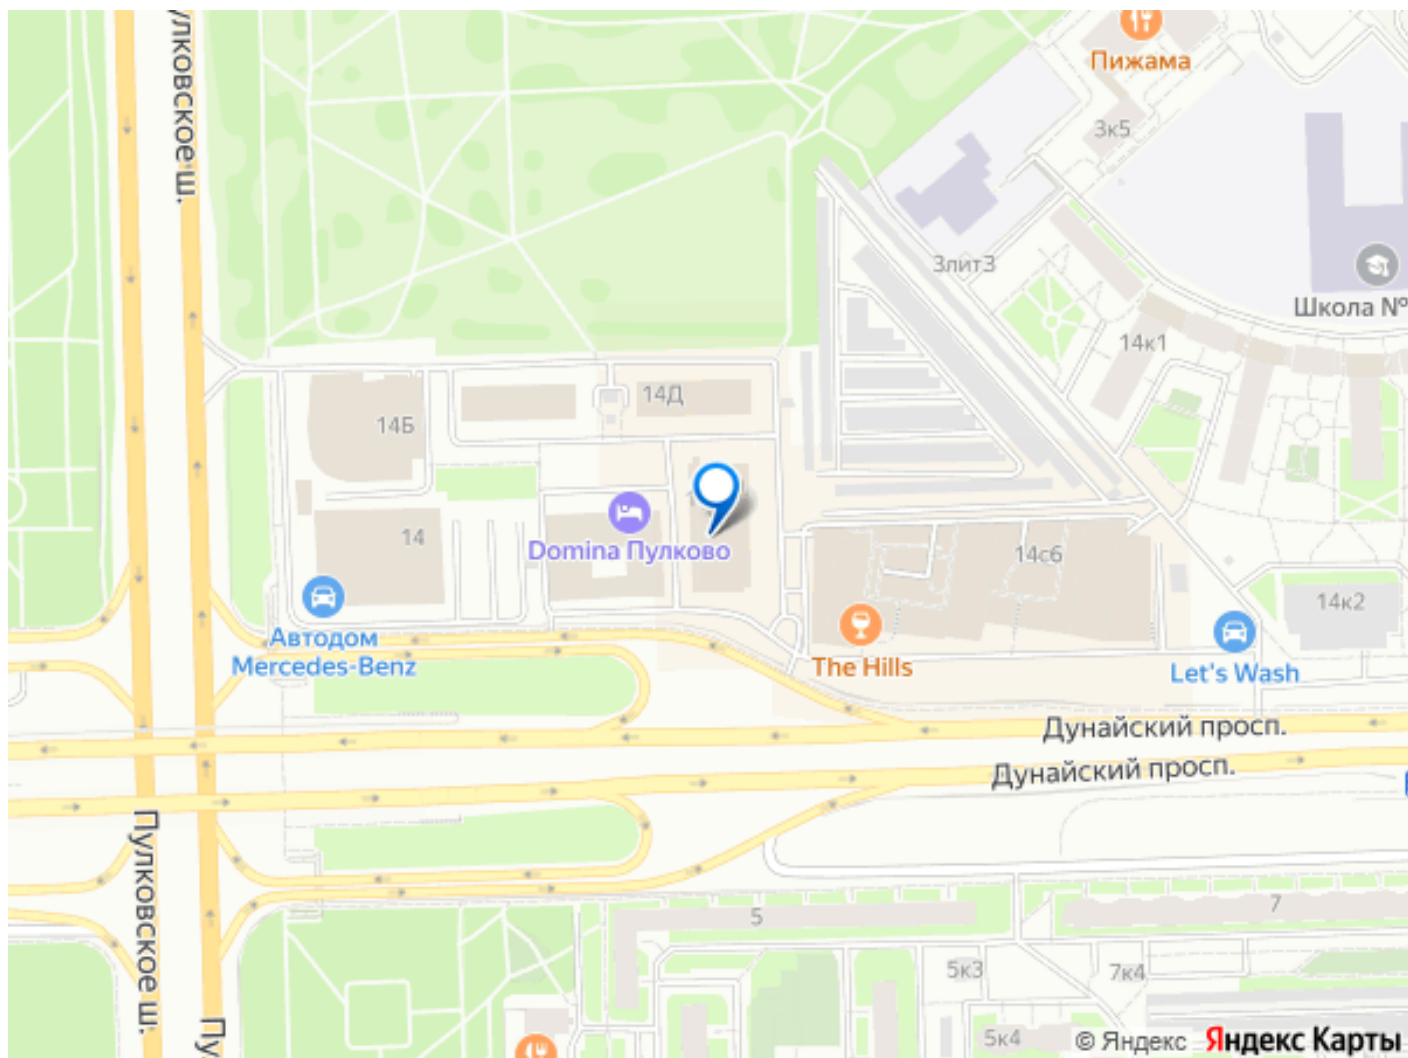 Пижама
3к5
улковское ш.
3литЗ
Школа №
14к1
14Д
14Б
14
Domina Пулково
14с6
14к2
Автодом
Mercedes-Benz
The Hills
Let's Wash
Дунайский просп.
Дунайский просп.
Пулковское ш.
5
7
5к3
7к4
Пу
5к4
© Яндекс Яндекс Карты